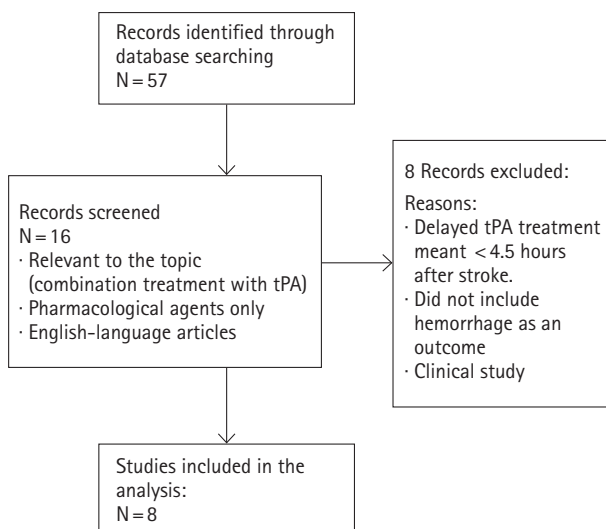 Records identified through
database searching
N = 57
Records screened
N = 16
· Relevant to the topic
(combination treatment with tPA)
· Pharmacological agents only
· English-language articles
8 Records excluded:
Reasons:
· Delayed tPA treatment
meant < 4.5 hours
after stroke.
· Did not include
hemorrhage as an
outcome
· Clinical study
Studies included in the
analysis:
N = 8